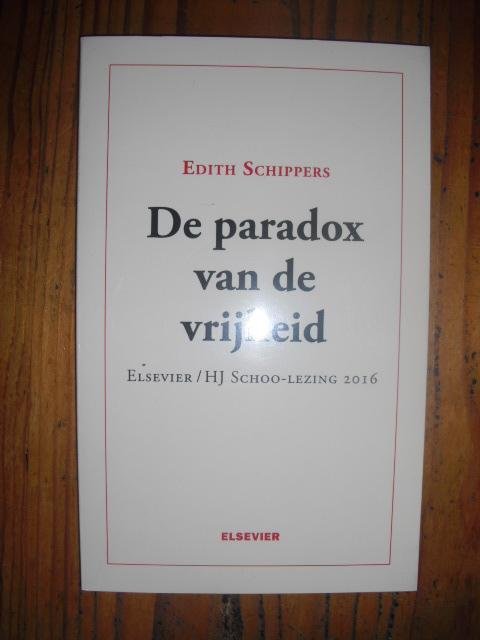 EDITH SCHIPPERS
De paradox
van de
vrijheid
ELSEVIER/HJ SCHOO-LEZING 2016
ELSEVIER